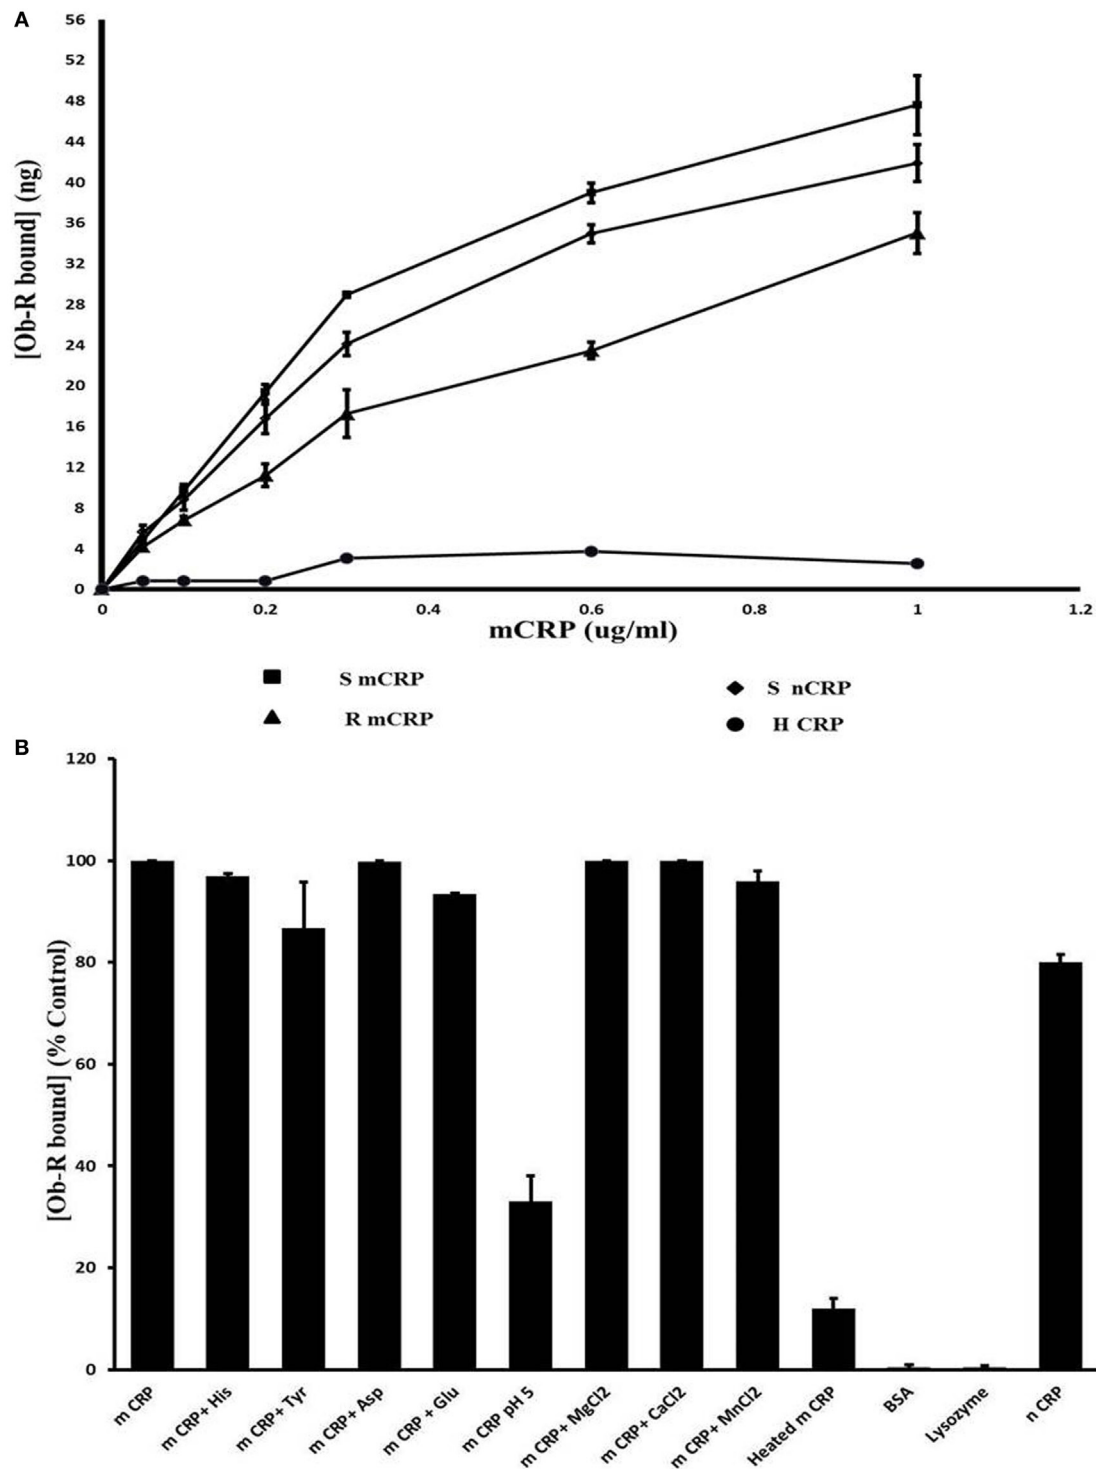 A
56
52
48
44
40
36
32
28
24
20
16
12
8
4
0
[Ob-R bound] (ng)
0 0.2 0.4 0.6 0.8 1 1.2
mCRP (ug/ml)
S mCRP
S nCRP
R mCRP
H CRP
B
120
100
80
60
40
20
0
[Ob-R bound] (% Control)
m CRP
m CRP+ His
m CRP+ Tyr
m CRP+ Asp
m CRP + Glu
m CRP pH 5
m CRP+ MgCl2
m CRP+ CaCl2
m CRP+ MnCl2
Heated m CRP
BSA
Lysozyme
n CRP